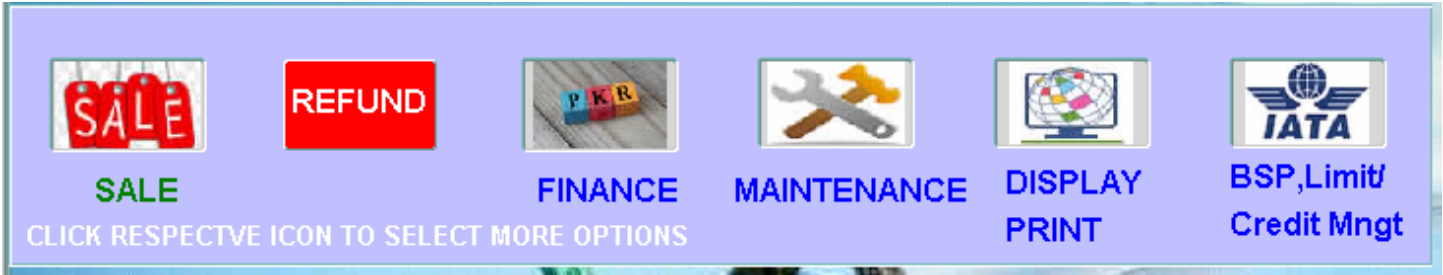 SALE
REFUND
PKR
IATA
SALE
FINANCE
MAINTENANCE
DISPLAY
PRINT
BSP,Limit/
Credit Mngt
CLICK RESPECTVE ICON TO SELECT MORE OPTIONS